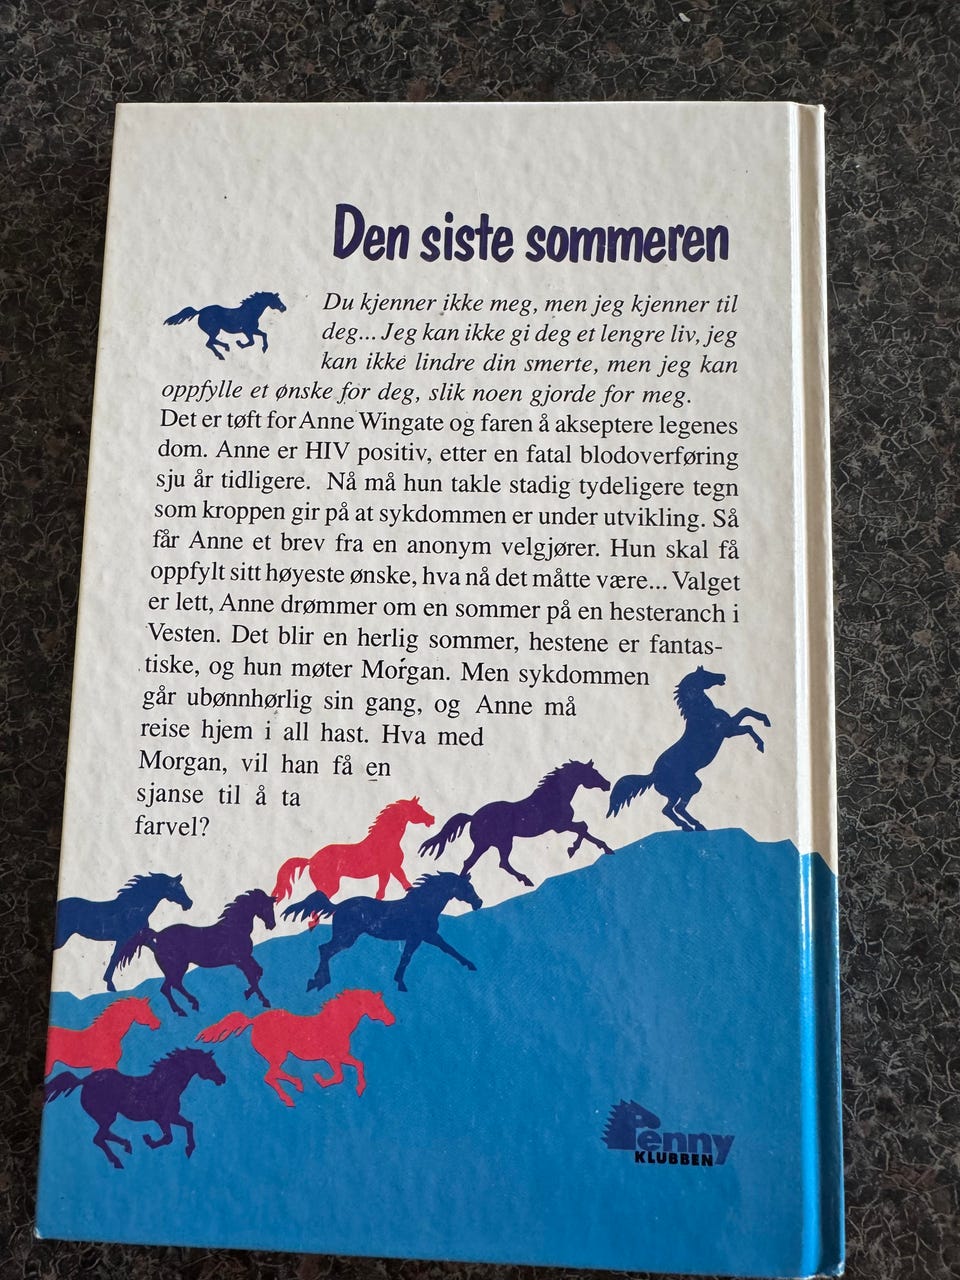 Den siste sommeren
Du kjenner ikke meg, men jeg kjenner til
deg... Jeg kan ikke gi deg et lengre liv, jeg
kan ikke lindre din smerte, men jeg kan
oppfylle et ønske for deg, slik noen gjorde for meg.
Det er tøft for Anne Wingate og faren å akseptere legenes
dom. Anne er HIV positiv, etter en fatal blodoverføring
sju år tidligere. Nå må hun takle stadig tydeligere tegn
som kroppen gir på at sykdommen er under utvikling. Så
får Anne et brev fra en anonym velgjører. Hun skal få
oppfylt sitt høyeste ønske, hva nå det måtte være... Valget
er lett, Anne drømmer om en sommer på en hesteranch i
Vesten. Det blir en herlig sommer, hestene er fantas-
tiske, og hun møter Morgan. Men sykdommen
går ubønnhørlig sin gang, og Anne må
reise hjem i all hast. Hva med
Morgan, vil han få en
sjanse til å ta
farvel?
Penny
KLUBBEN